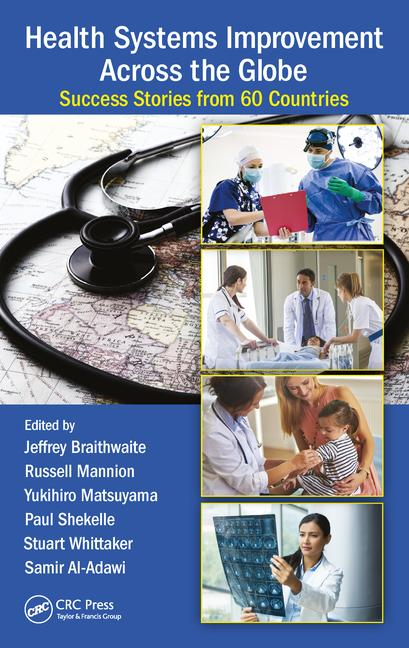 Health Systems Improvement
Across the Globe
Success Stories from 60 Countries
Edited by
Jeffrey Braithwaite
Russell Mannion
Yukihiro Matsuyama
Paul Shekelle
Stuart Whittaker
Samir Al-Adawi
CRC
CRC Press
Taylor & Francis Group